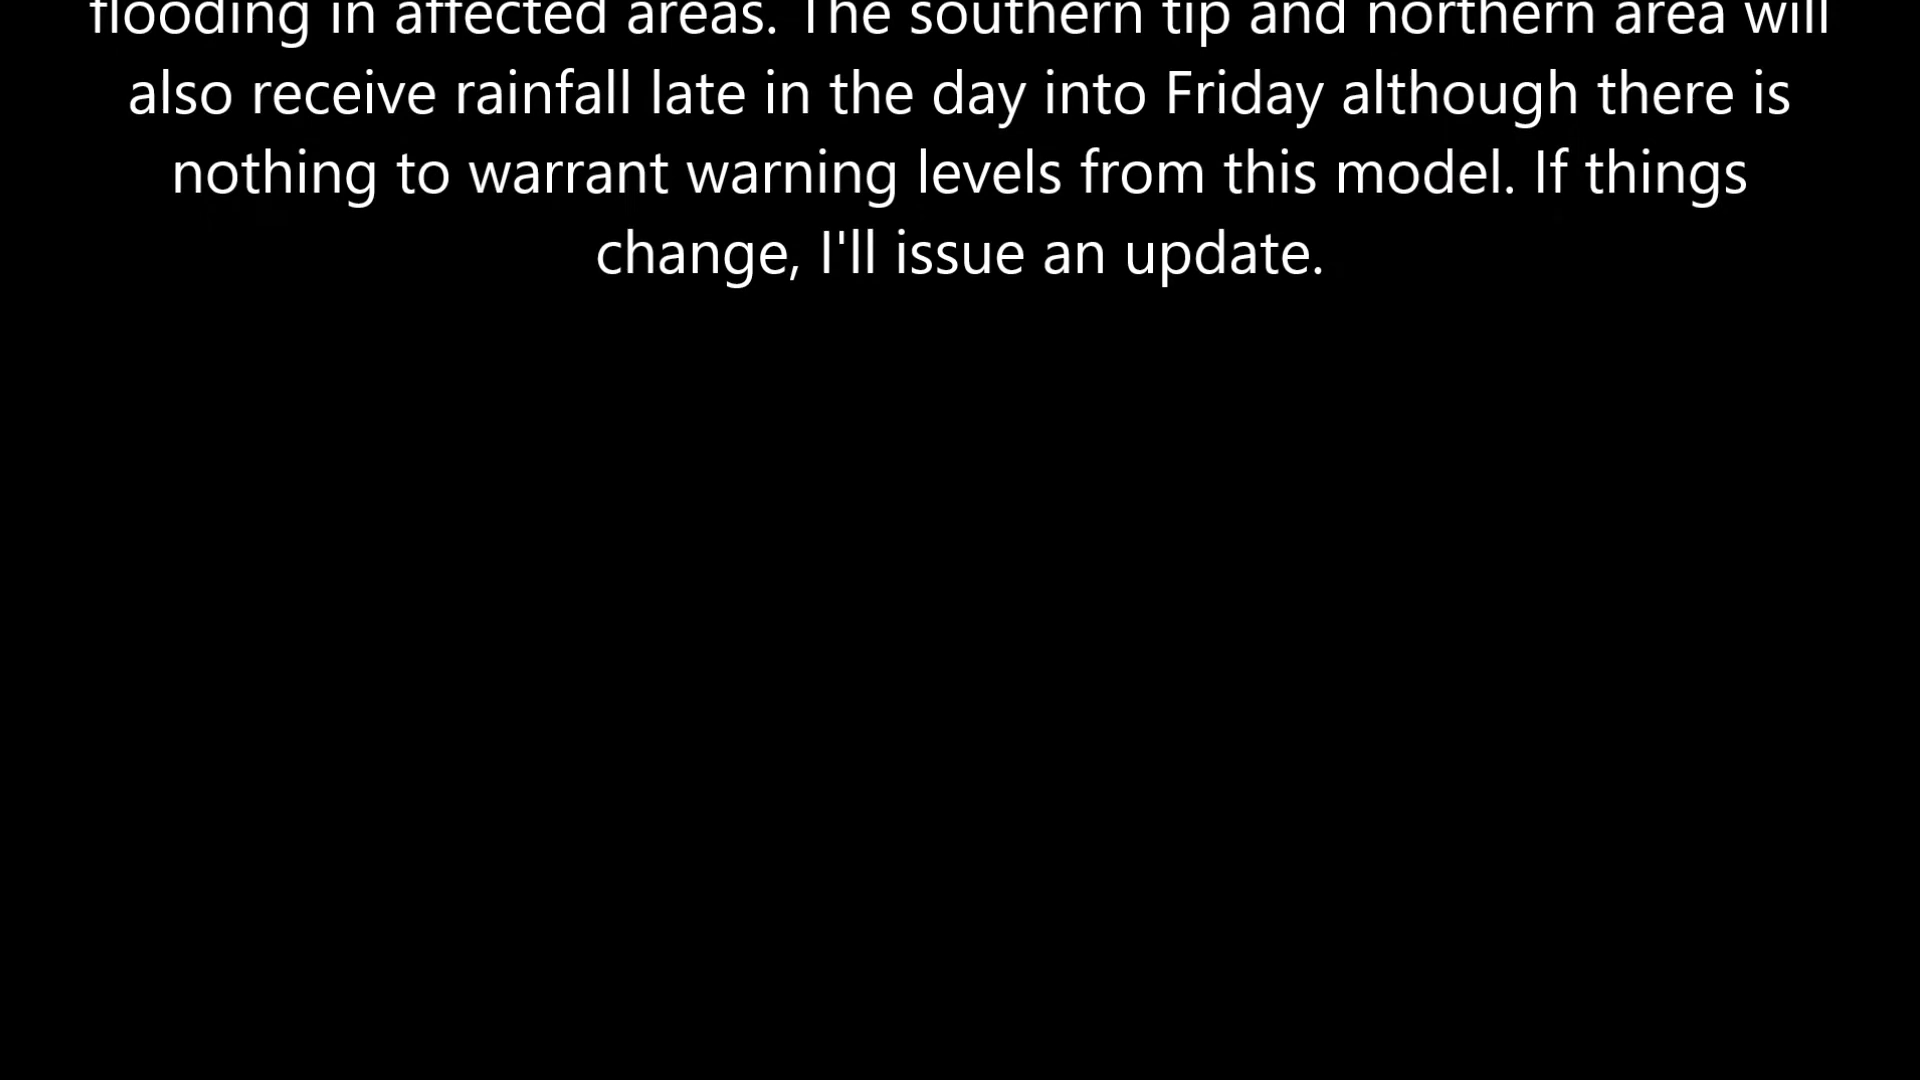 flooding in affected areas. The southern tip and northern area will
also receive rainfall late in the day into Friday although there is
nothing to warrant warning levels from this model. If things
change, I'll issue an update.